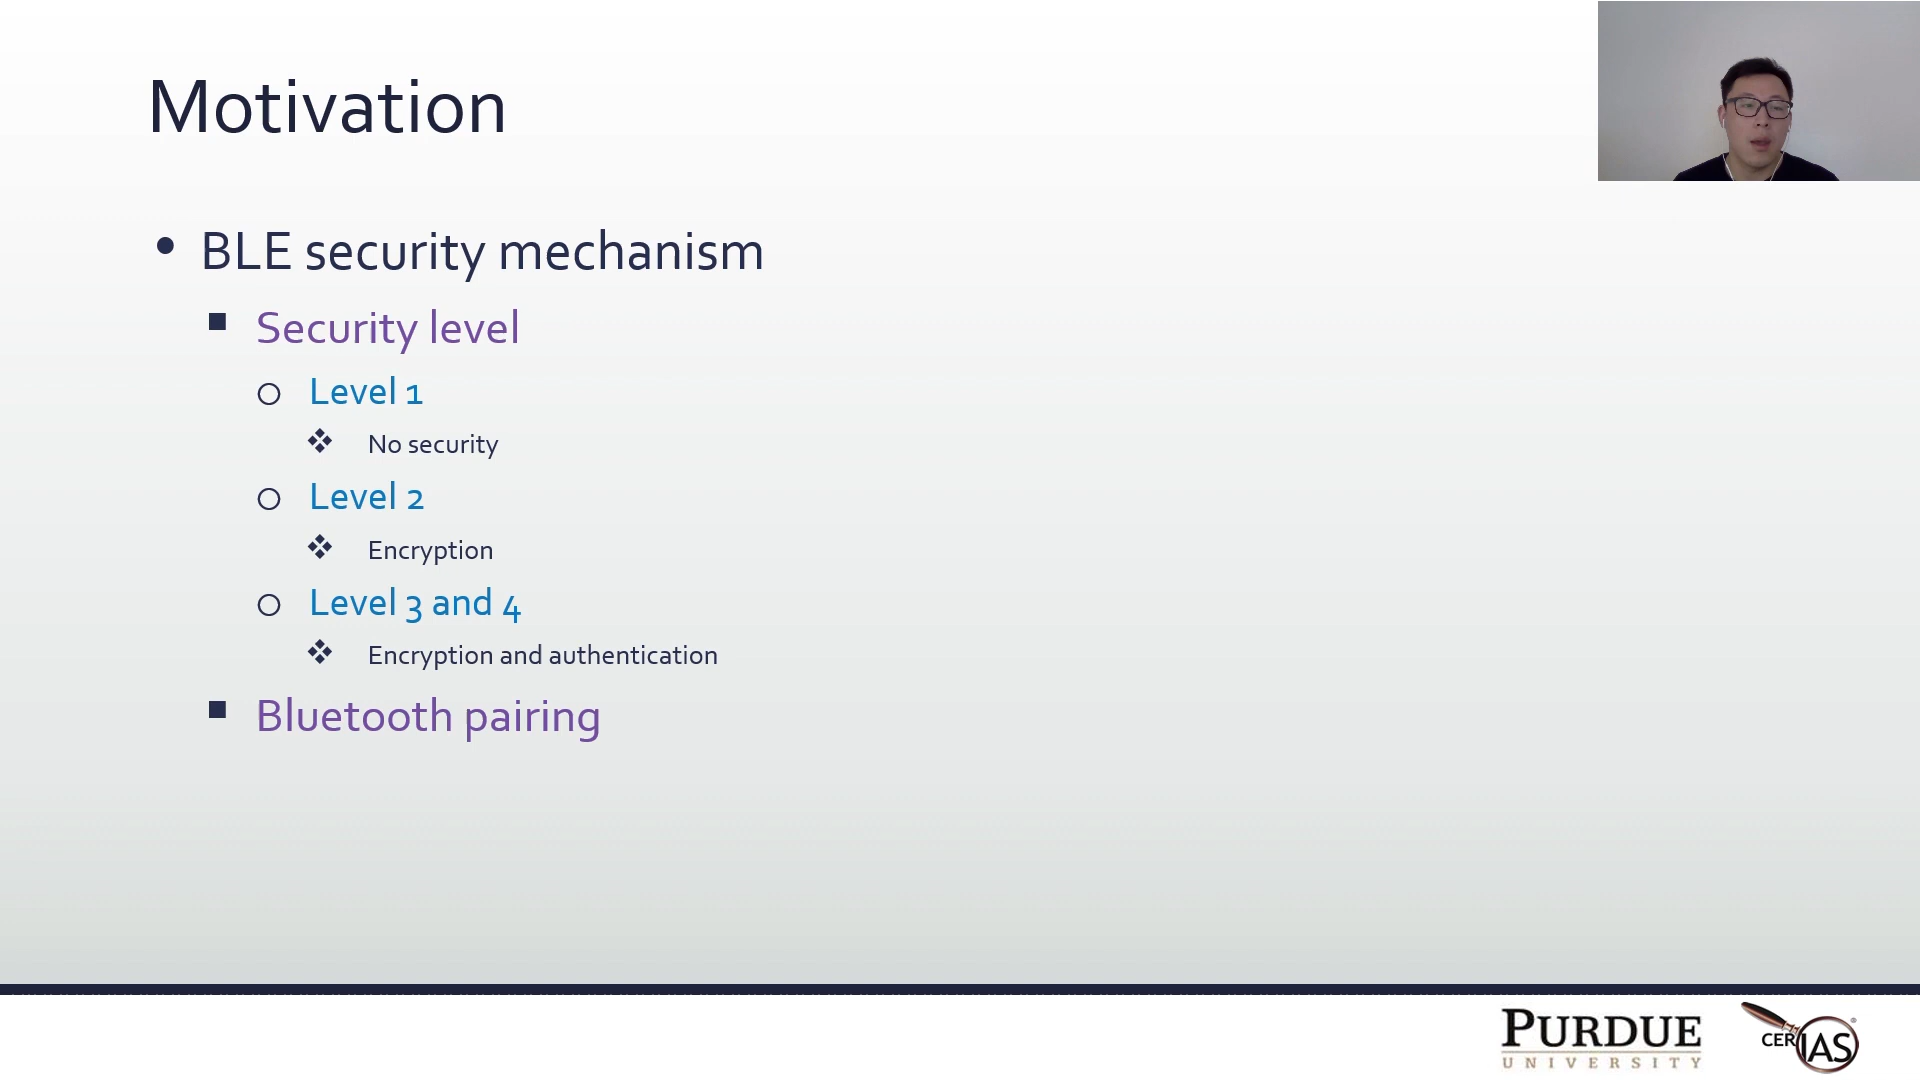 Motivation
BLE security mechanism
Security level
Level 1
No security
Level 2
Encryption
Level 3 and 4
Encryption and authentication
Bluetooth pairing
PURDUE
UNIVERSITY
CERIAS